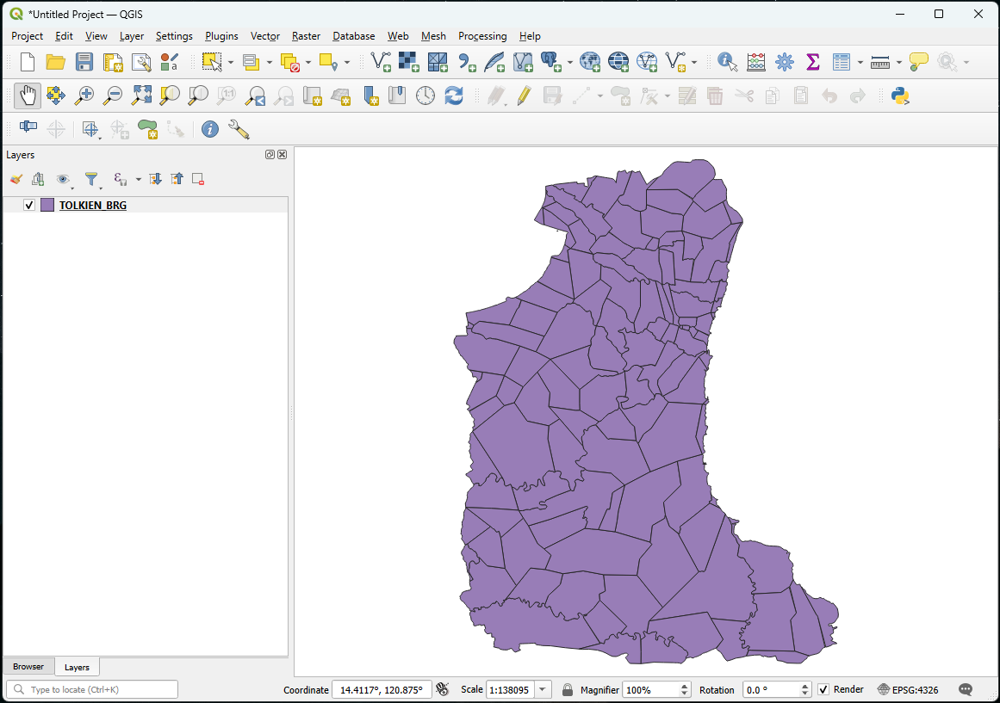 *Untitled Project — QGIS
Project Edit View Layer Settings Plugins Vector Raster Database Web Mesh Processing Help
Layers
TOLKIEN_BRG
Browser Layers
Type to locate (Ctrl+K) Coordinate 14.4117°, 120.875° Scale 1:138095 Magnifier 100% Rotation 0.0 ° Render EPSG:4326